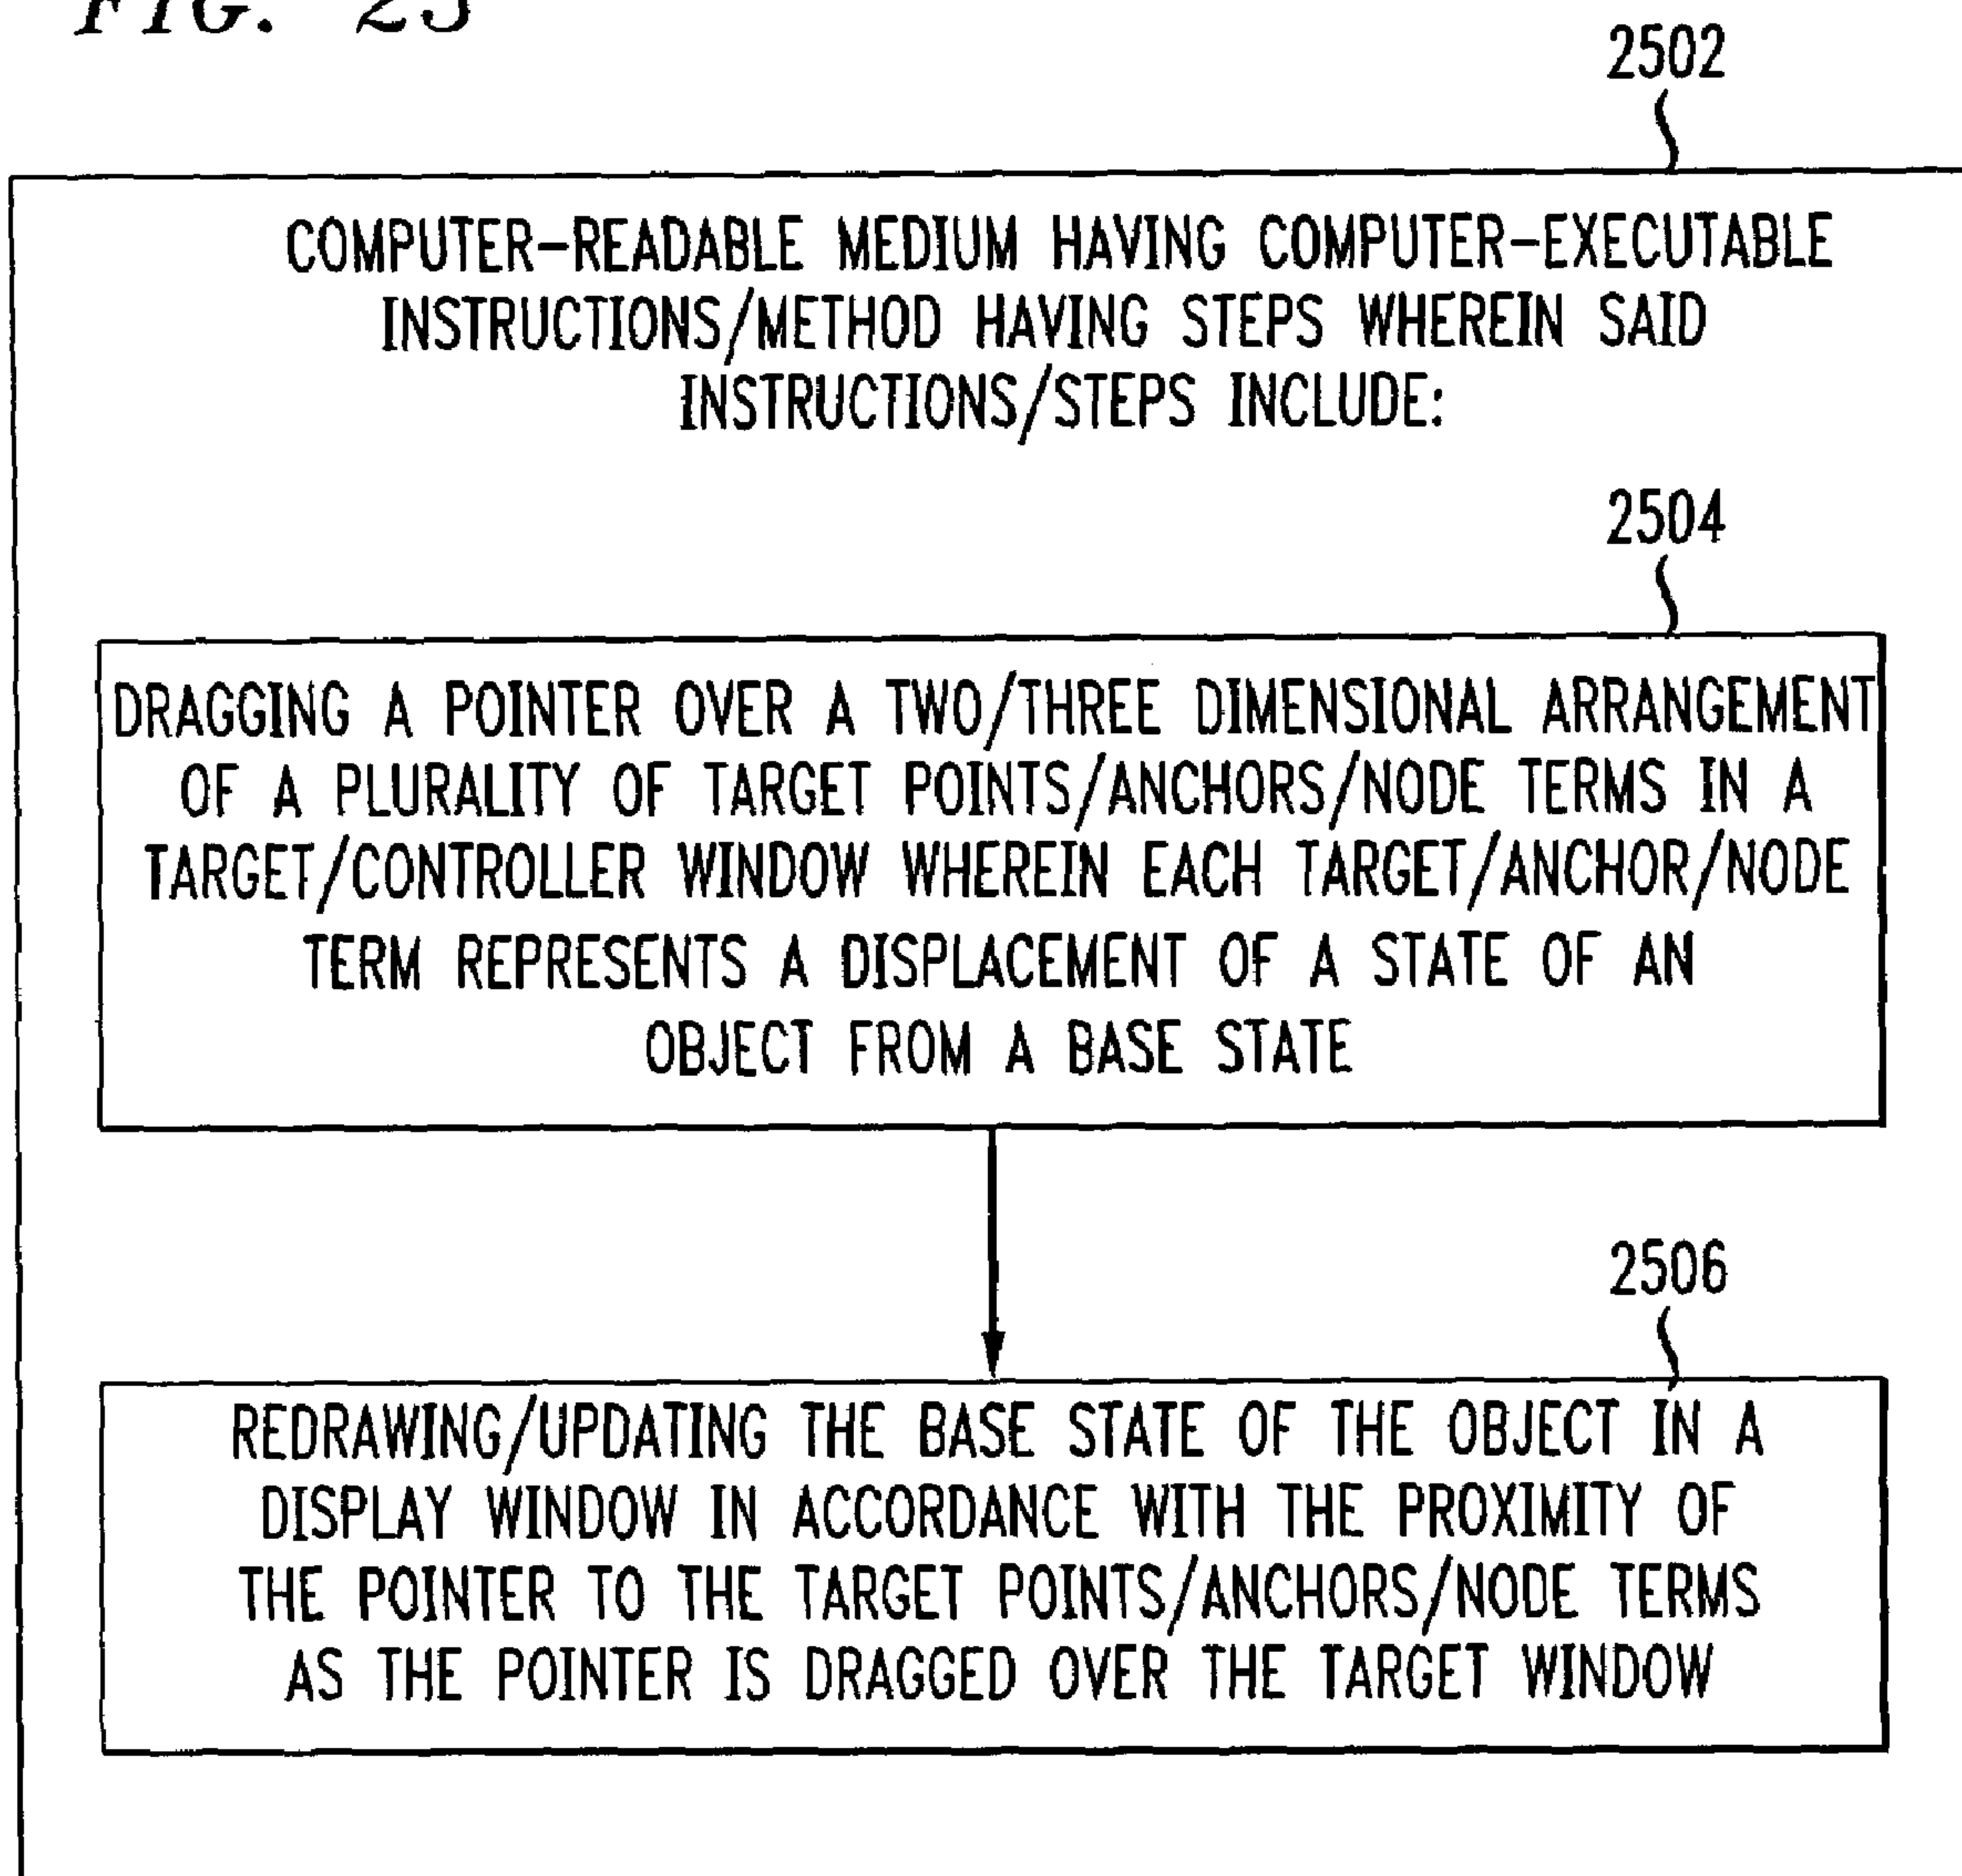 FIG. 25
2502
COMPUTER-READABLE MEDIUM HAVING COMPUTER-EXECUTABLE
INSTRUCTIONS/METHOD HAVING STEPS WHEREIN SAID
INSTRUCTIONS/STEPS INCLUDE:
2504
DRAGGING A POINTER OVER A TWO/THREE DIMENSIONAL ARRANGEMENT
OF A PLURALITY OF TARGET POINTS/ANCHORS/NODE TERMS IN A
TARGET/CONTROLLER WINDOW WHEREIN EACH TARGET/ANCHOR/NODE
TERM REPRESENTS A DISPLACEMENT OF A STATE OF AN
OBJECT FROM A BASE STATE
2506
REDRAWING/UPDATING THE BASE STATE OF THE OBJECT IN A
DISPLAY WINDOW IN ACCORDANCE WITH THE PROXIMITY OF
THE POINTER TO THE TARGET POINTS/ANCHORS/NODE TERMS
AS THE POINTER IS DRAGGED OVER THE TARGET WINDOW